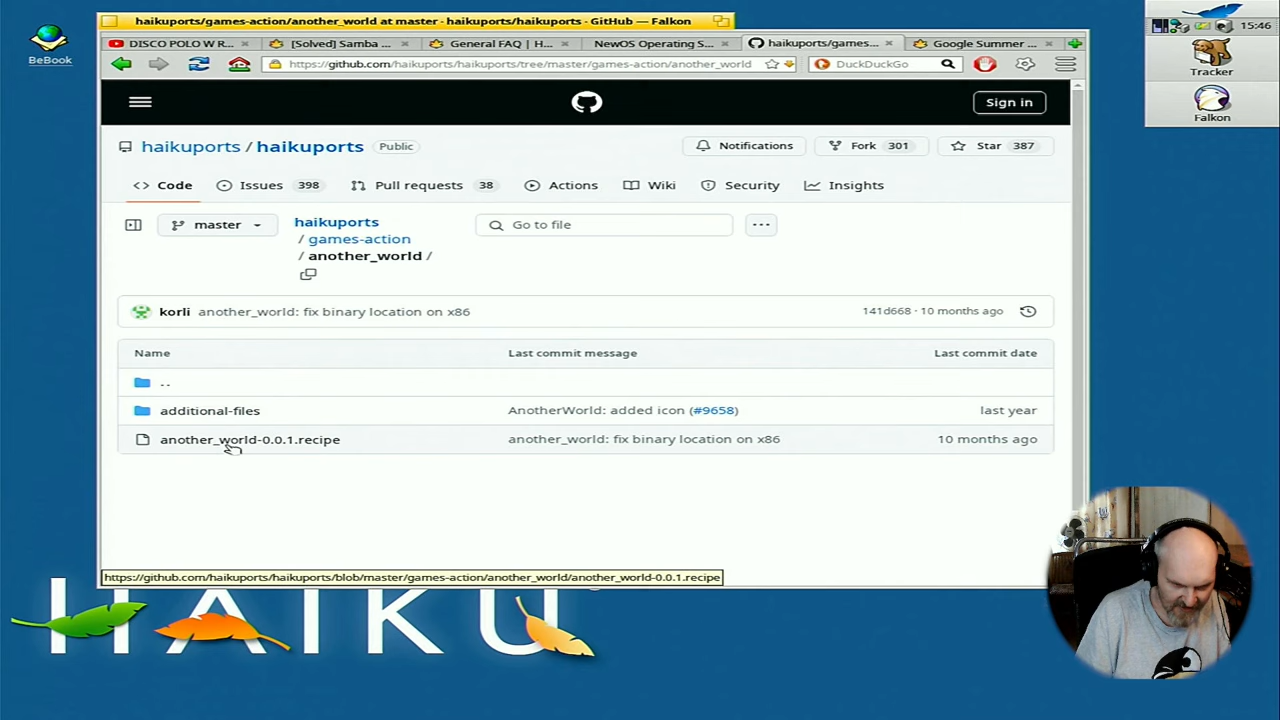 haikuports/games-action/another_world at master · haikuports/haikuports · GitHub — Falkon
15:46
BeBook
DISCO POLO W R...
[Solved] Samba ...
General FAQ | H...
NewOS Operating S...
haikuports/games...
Google Summer ...
https://github.com/haikuports/haikuports/tree/master/games-action/another_world
DuckDuckGo
Tracker
Falkon
Sign in
haikuports / haikuports Public
Notifications
Fork 301
Star 387
<> Code
Issues 398
Pull requests 38
Actions
Wiki
Security
Insights
master
haikuports
/ games-action
/ another_world /
Go to file
korli another_world: fix binary location on x86
141d668 · 10 months ago
Name Last commit message Last commit date
..
additional-files AnotherWorld: added icon (#9658) last year
another_world-0.0.1.recipe another_world: fix binary location on x86 10 months ago
https://github.com/haikuports/haikuports/blob/master/games-action/another_world/another_world-0.0.1.recipe
HAIKU